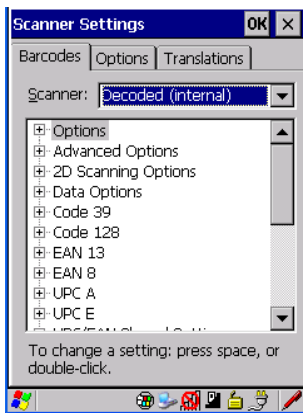 Scanner Settings OK ×
Barcodes Options Translations
Scanner: Decoded (internal)
Options
Advanced Options
2D Scanning Options
Data Options
Code 39
Code 128
EAN 13
EAN 8
UPC A
UPC E
To change a setting: press space, or
double-click.